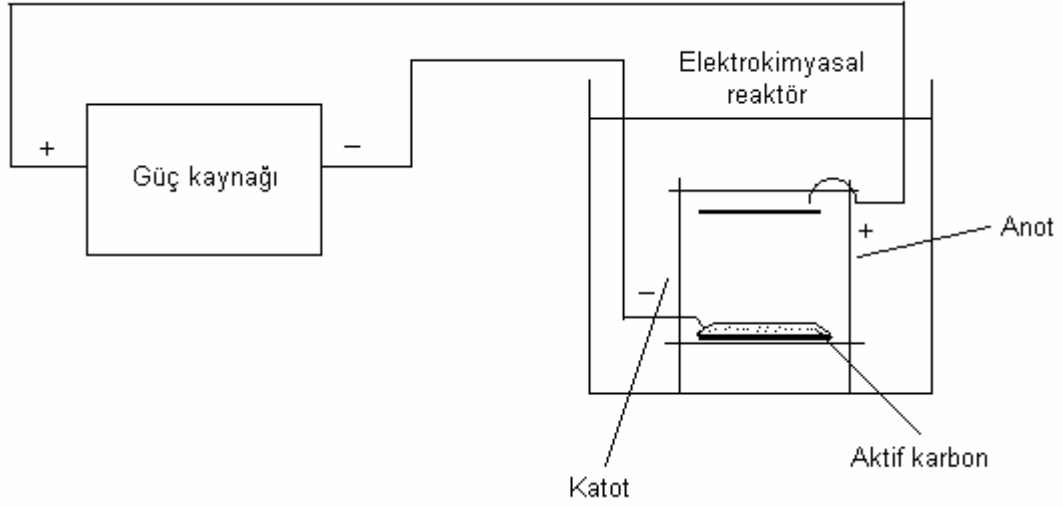 Elektrokimyasal
reaktör
+
−
Güç kaynağı
+
Anot
−
Aktif karbon
Katot